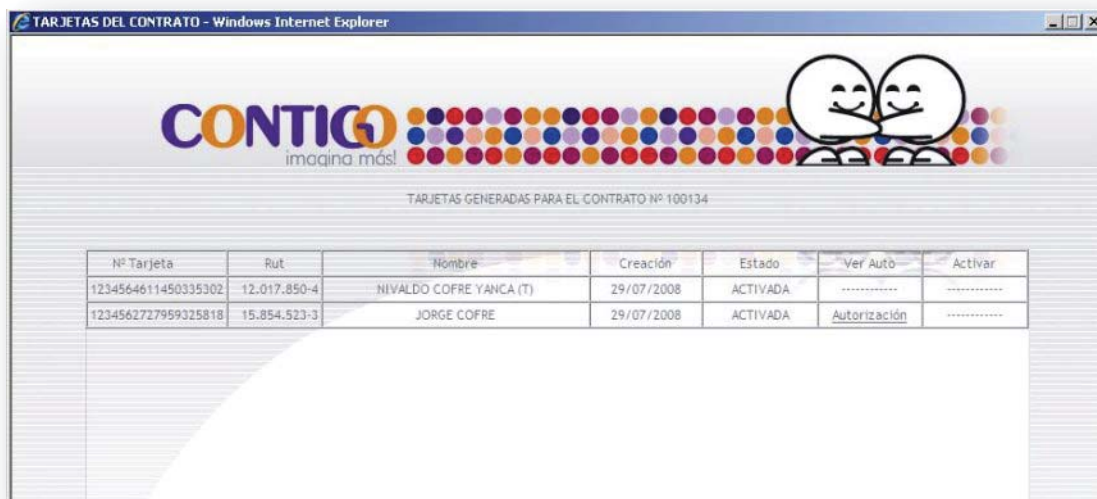 TARJETAS DEL CONTRATO - Windows Internet Explorer
CONTIGO
imagina más!
TARJETAS GENERADAS PARA EL CONTRATO Nº 100134
Nº Tarjeta Rut Nombre Creación Estado Ver Auto Activar
1234564611450335302 12.017.850-4 NIVALDO COFRE YANCA (T) 29/07/2008 ACTIVADA ------------ ------------
1234562727959325818 15.854.523-3 JORGE COFRE 29/07/2008 ACTIVADA Autorización ------------